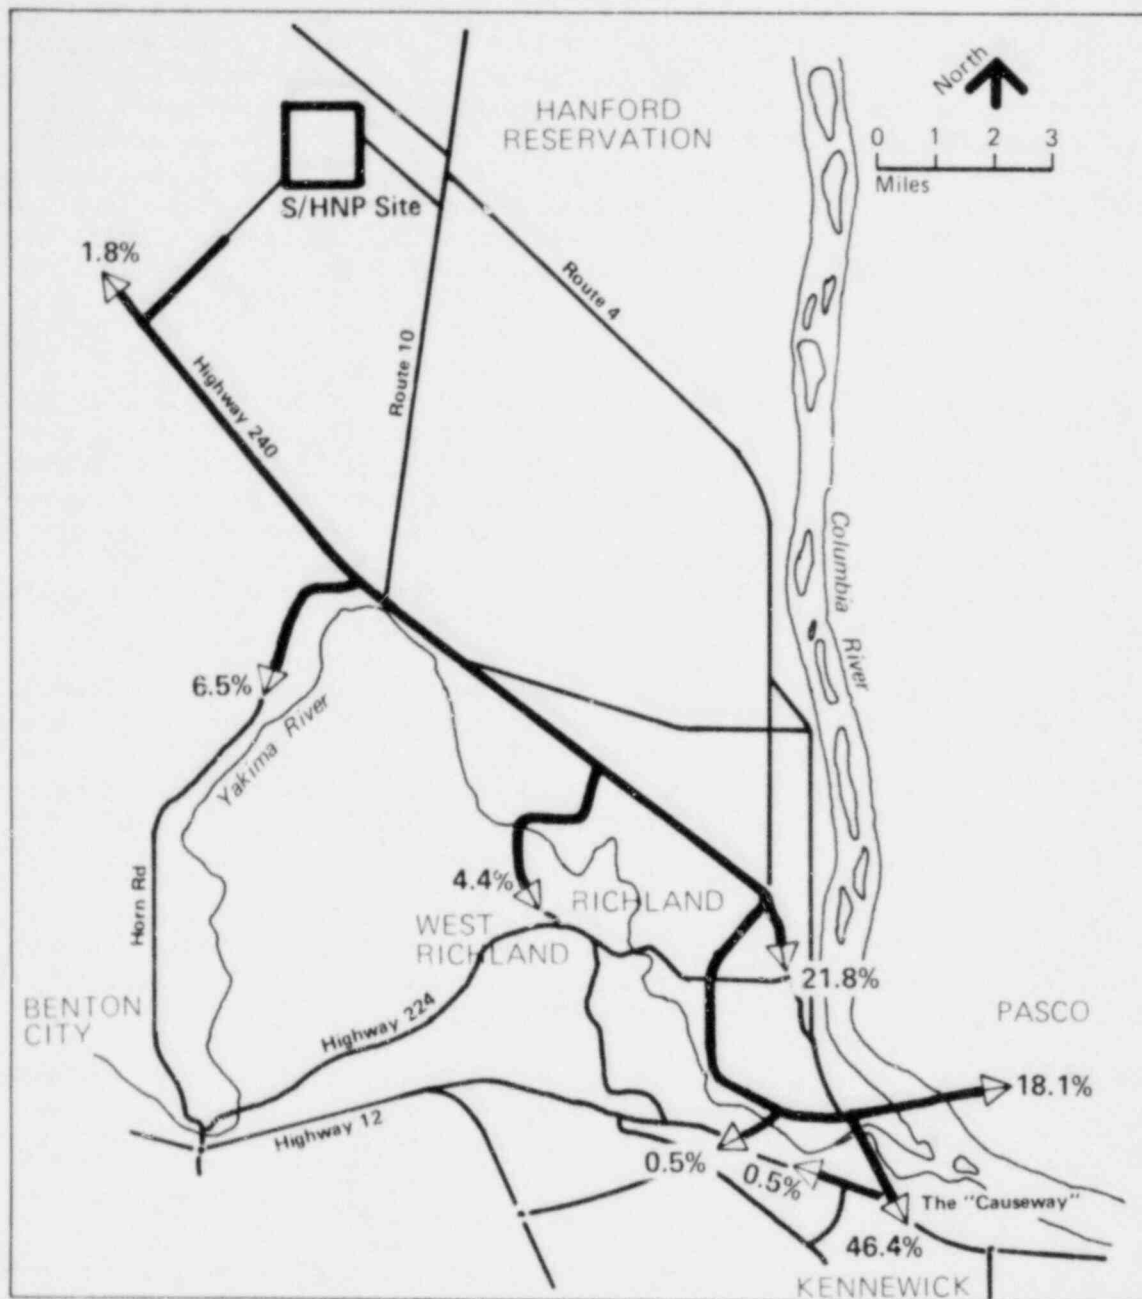 North
HANFORD
RESERVATION
0 1 2 3
Miles
S/HNP Site
1.8%
Route 4
Route 10
Highway 240
Columbia
River
6.5%
Yakima River
4.4%
RICHLAND
WEST
RICHLAND
Horn Rd
21.8%
BENTON
CITY
PASCO
Highway 224
18.1%
Highway 12
0.5%
0.5%
The "Causeway"
46.4%
KENNEWICK